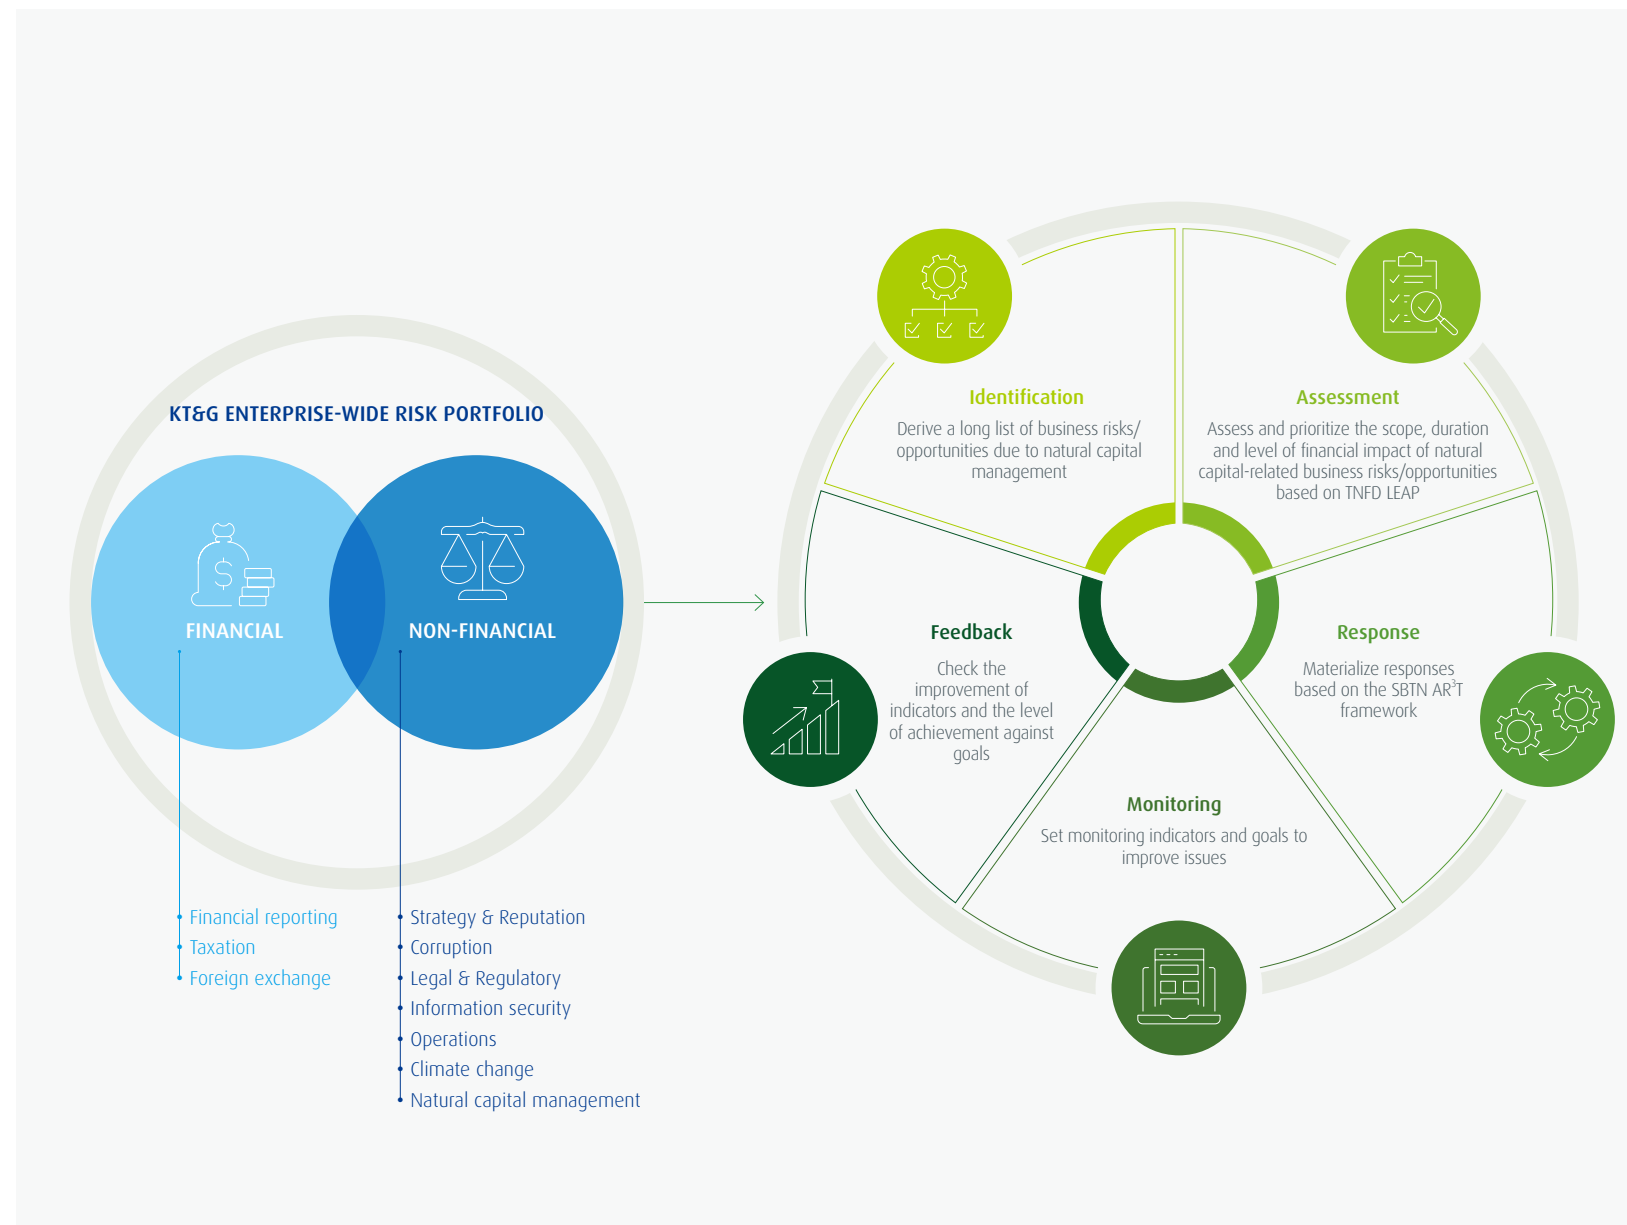 KT&G ENTERPRISE-WIDE RISK PORTFOLIO
$
FINANCIAL
NON-FINANCIAL
• Financial reporting
• Taxation
• Foreign exchange
• Strategy & Reputation
• Corruption
• Legal & Regulatory
• Information security
• Operations
• Climate change
• Natural capital management
Identification
Derive a long list of business risks/
opportunities due to natural capital
management
Assessment
Assess and prioritize the scope, duration
and level of financial impact of natural
capital-related business risks/opportunities
based on TNFD LEAP
Response
Materialize responses
based on the SBTN AR³T
framework
Monitoring
Set monitoring indicators and goals to
improve issues
Feedback
Check the
improvement of
indicators and the level
of achievement against
goals